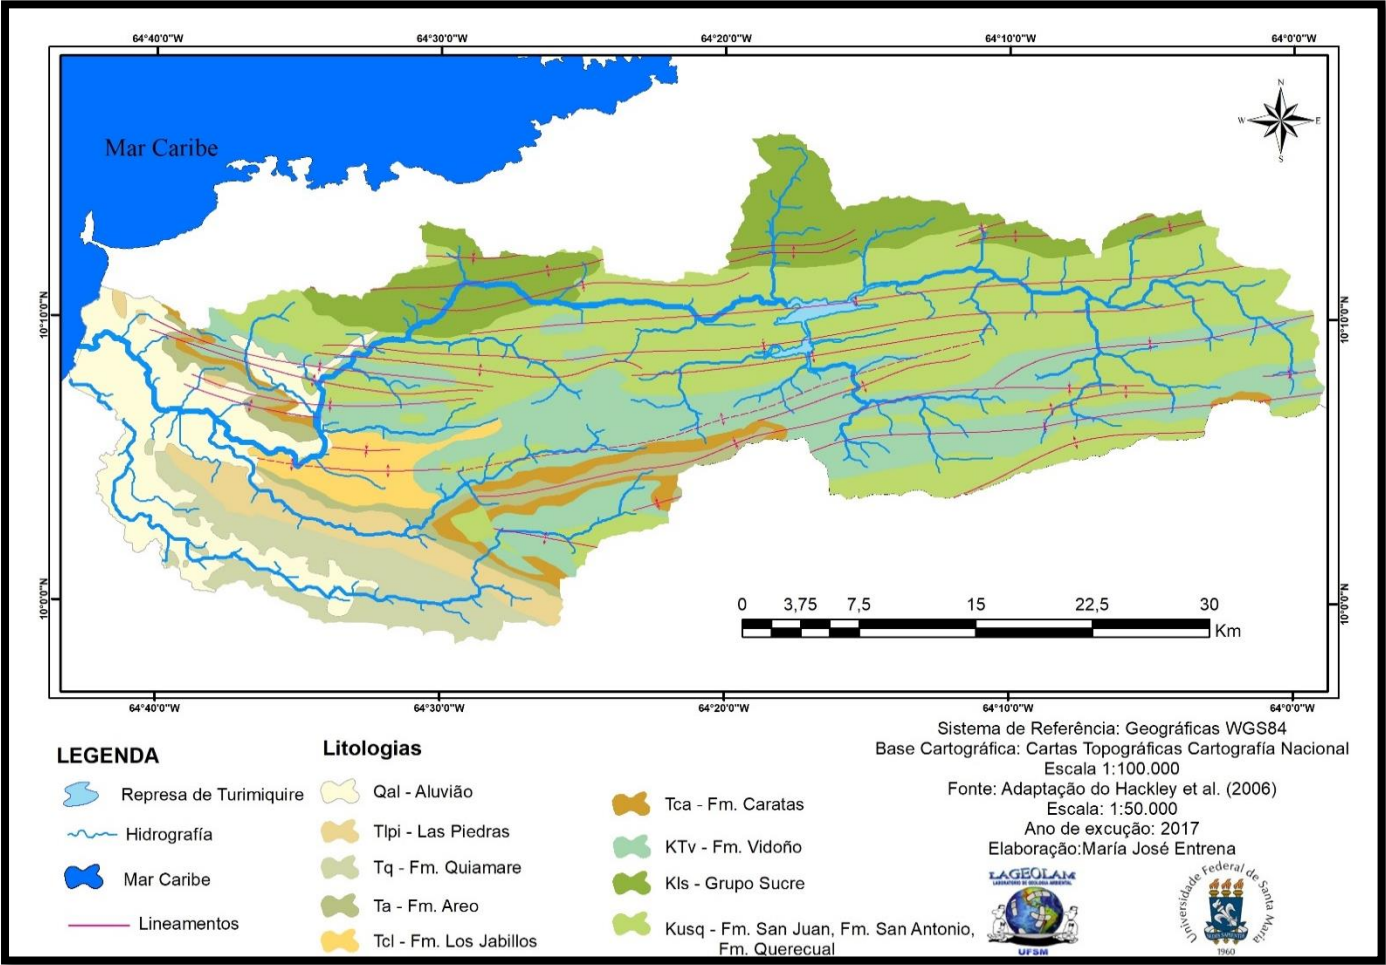 64°40'0"W 64°30'0"W 64°20'0"W 64°10'0"W 64°0'0"W
N
W E
S
Mar Caribe
10°10'0"N 10°10'0"N
10°0'0"N 10°0'0"N
0 3,75 7,5 15 22,5 30
Km
64°40'0"W 64°30'0"W 64°20'0"W 64°10'0"W 64°0'0"W
LEGENDA
Represa de Turimiquire
Hidrografía
Mar Caribe
Lineamentos
Litologias
Qal - Aluvião
Tlpi - Las Piedras
Tq - Fm. Quiamare
Ta - Fm. Areo
Tcl - Fm. Los Jabillos
Tca - Fm. Caratas
KTv - Fm. Vidoño
Kls - Grupo Sucre
Kusq - Fm. San Juan, Fm. San Antonio,
Fm. Querecual
Sistema de Referência: Geográficas WGS84
Base Cartográfica: Cartas Topográficas Cartografía Nacional
Escala 1:100.000
Fonte: Adaptação do Hackley et al. (2006)
Escala: 1:50.000
Ano de excução: 2017
Elaboração:María José Entrena
LAGEOLAM
LABORATÓRIO DE GEOLOGIA AMBIENTAL
UFSM
Universidade Federal de Santa Maria
1960